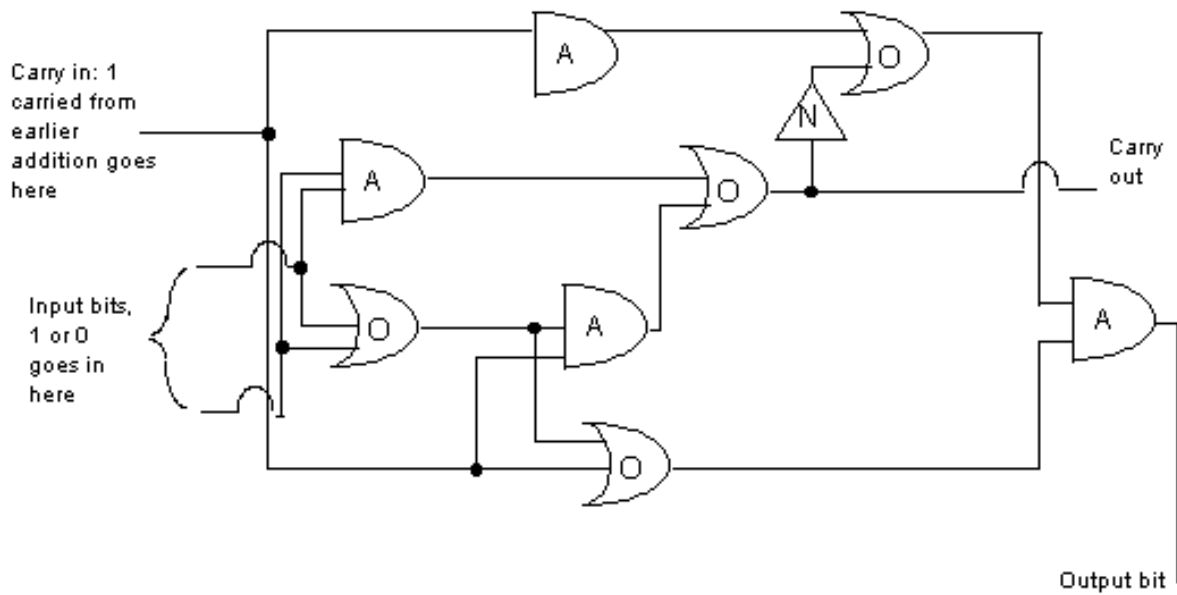 Carry in: 1
carried from
earlier
addition goes
here
A
O
N
A
O
Carry
out
Input bits,
1 or 0
goes in
here
O
A
A
O
Output bit